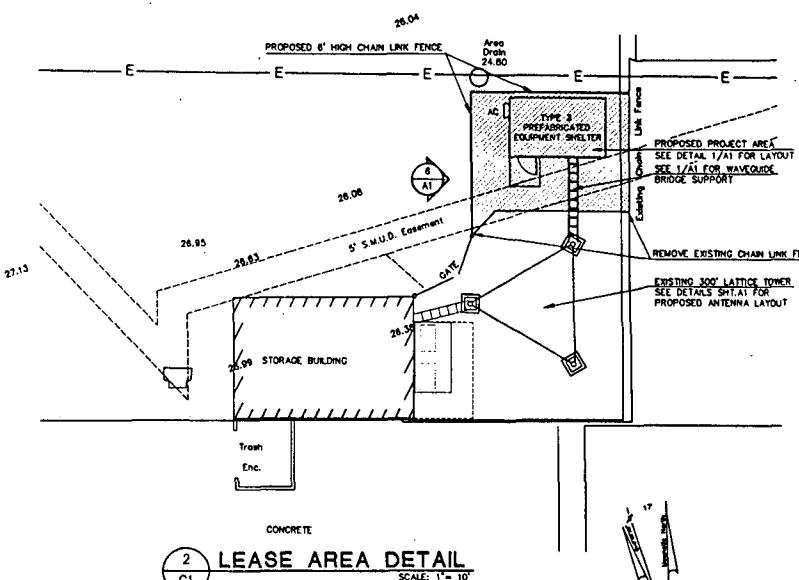 26.04
PROPOSED 6' HIGH CHAIN LINK FENCE
Area
Drain
24.60
E E E E E
AC
TYPE 3
PREFABRICATED
EQUIPMENT SHELTER
Existing Chain Link Fence
PROPOSED PROJECT AREA
SEE DETAIL 1/A1 FOR LAYOUT
SEE 1/A1 FOR WAVEGUIDE
BRIDGE SUPPORT
6
A1
26.06
5' S.M.U.D. Easement
26.95
26.63
27.13
GATE
REMOVE EXISTING CHAIN LINK F
EXISTING 300' LATTICE TOWER
SEE DETAILS SHT.A1 FOR
PROPOSED ANTENNA LAYOUT
26.38
STORAGE BUILDING
Trash
Enc.
CONCRETE
17
2
C1
LEASE AREA DETAIL
SCALE: 1"= 10'